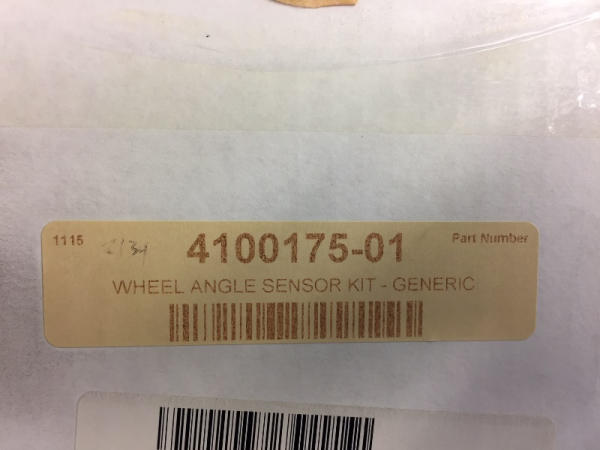 1115 4100175-01 Part Number
WHEEL ANGLE SENSOR KIT - GENERIC